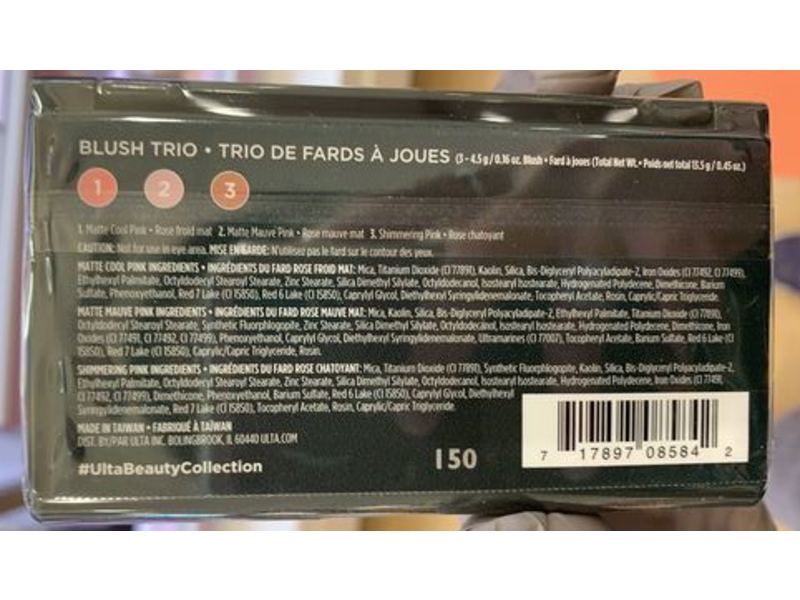 BLUSH TRIO • TRIO DE FARDS À JOUES (3 - 4.5 g / 0.16 oz. Blush • Fard à joues (Total Net Wt. • Poids net total 13.5 g / 0.45 oz.)
1 2 3
1. Matte Cool Pink • Rose froid mat 2. Matte Mauve Pink • Rose mauve mat 3. Shimmering Pink • Rose chatoyant
CAUTION: Not for use in eye area. MISE EN GARDE: N'utilisez pas le fard sur le contour des yeux.
MATTE COOL PINK INGREDIENTS • INGRÉDIENTS DU FARD ROSE FROID MAT: Mica, Titanium Dioxide (CI 77891), Kaolin, Silica, Bis-Diglyceryl Polyacyladipate-2, Iron Oxides (CI 77492, CI 77499),
Ethylhexyl Palmitate, Octyldodecyl Stearoyl Stearate, Zinc Stearate, Silica Dimethyl Silylate, Octyldodecanol, Isostearyl Isostearate, Hydrogenated Polydecene, Dimethicone, Barium
Sulfate, Phenoxyethanol, Red 7 Lake (CI 15850), Red 6 Lake (CI 15850), Caprylyl Glycol, Diethylhexyl Syringylidenemalonate, Tocopheryl Acetate, Rosin, Caprylic/Capric Triglyceride.
MATTE MAUVE PINK INGREDIENTS • INGRÉDIENTS DU FARD ROSE MAUVE MAT: Mica, Kaolin, Silica, Bis-Diglyceryl Polyacyladipate-2, Ethylhexyl Palmitate, Titanium Dioxide (CI 77891),
Octyldodecyl Stearoyl Stearate, Synthetic Fluorphlogopite, Zinc Stearate, Silica Dimethyl Silylate, Octyldodecanol, Isostearyl Isostearate, Hydrogenated Polydecene, Dimethicone, Iron
Oxides (CI 77491, CI 77492, CI 77499), Phenoxyethanol, Caprylyl Glycol, Diethylhexyl Syringylidenemalonate, Ultramarines (CI 77007), Tocopheryl Acetate, Barium Sulfate, Red 6 Lake (CI
15850), Red 7 Lake (CI 15850), Caprylic/Capric Triglyceride, Rosin.
SHIMMERING PINK INGREDIENTS • INGRÉDIENTS DU FARD ROSE CHATOYANT: Mica, Titanium Dioxide (CI 77891), Synthetic Fluorphlogopite, Kaolin, Silica, Bis-Diglyceryl Polyacyladipate-2,
Ethylhexyl Palmitate, Octyldodecyl Stearoyl Stearate, Zinc Stearate, Silica Dimethyl Silylate, Octyldodecanol, Isostearyl Isostearate, Hydrogenated Polydecene, Iron Oxides (CI 77491,
CI 77492, CI 77499), Dimethicone, Phenoxyethanol, Barium Sulfate, Red 6 Lake (CI 15850), Caprylyl Glycol, Diethylhexyl
Syringylidenemalonate, Red 7 Lake (CI 15850), Tocopheryl Acetate, Rosin, Caprylic/Capric Triglyceride.
MADE IN TAIWAN • FABRIQUÉ À TAÏWAN
DIST. BY/PAR ULTA INC. BOLINGBROOK, IL 60440 ULTA.COM
#UltaBeautyCollection
150
7 17897 08584 2